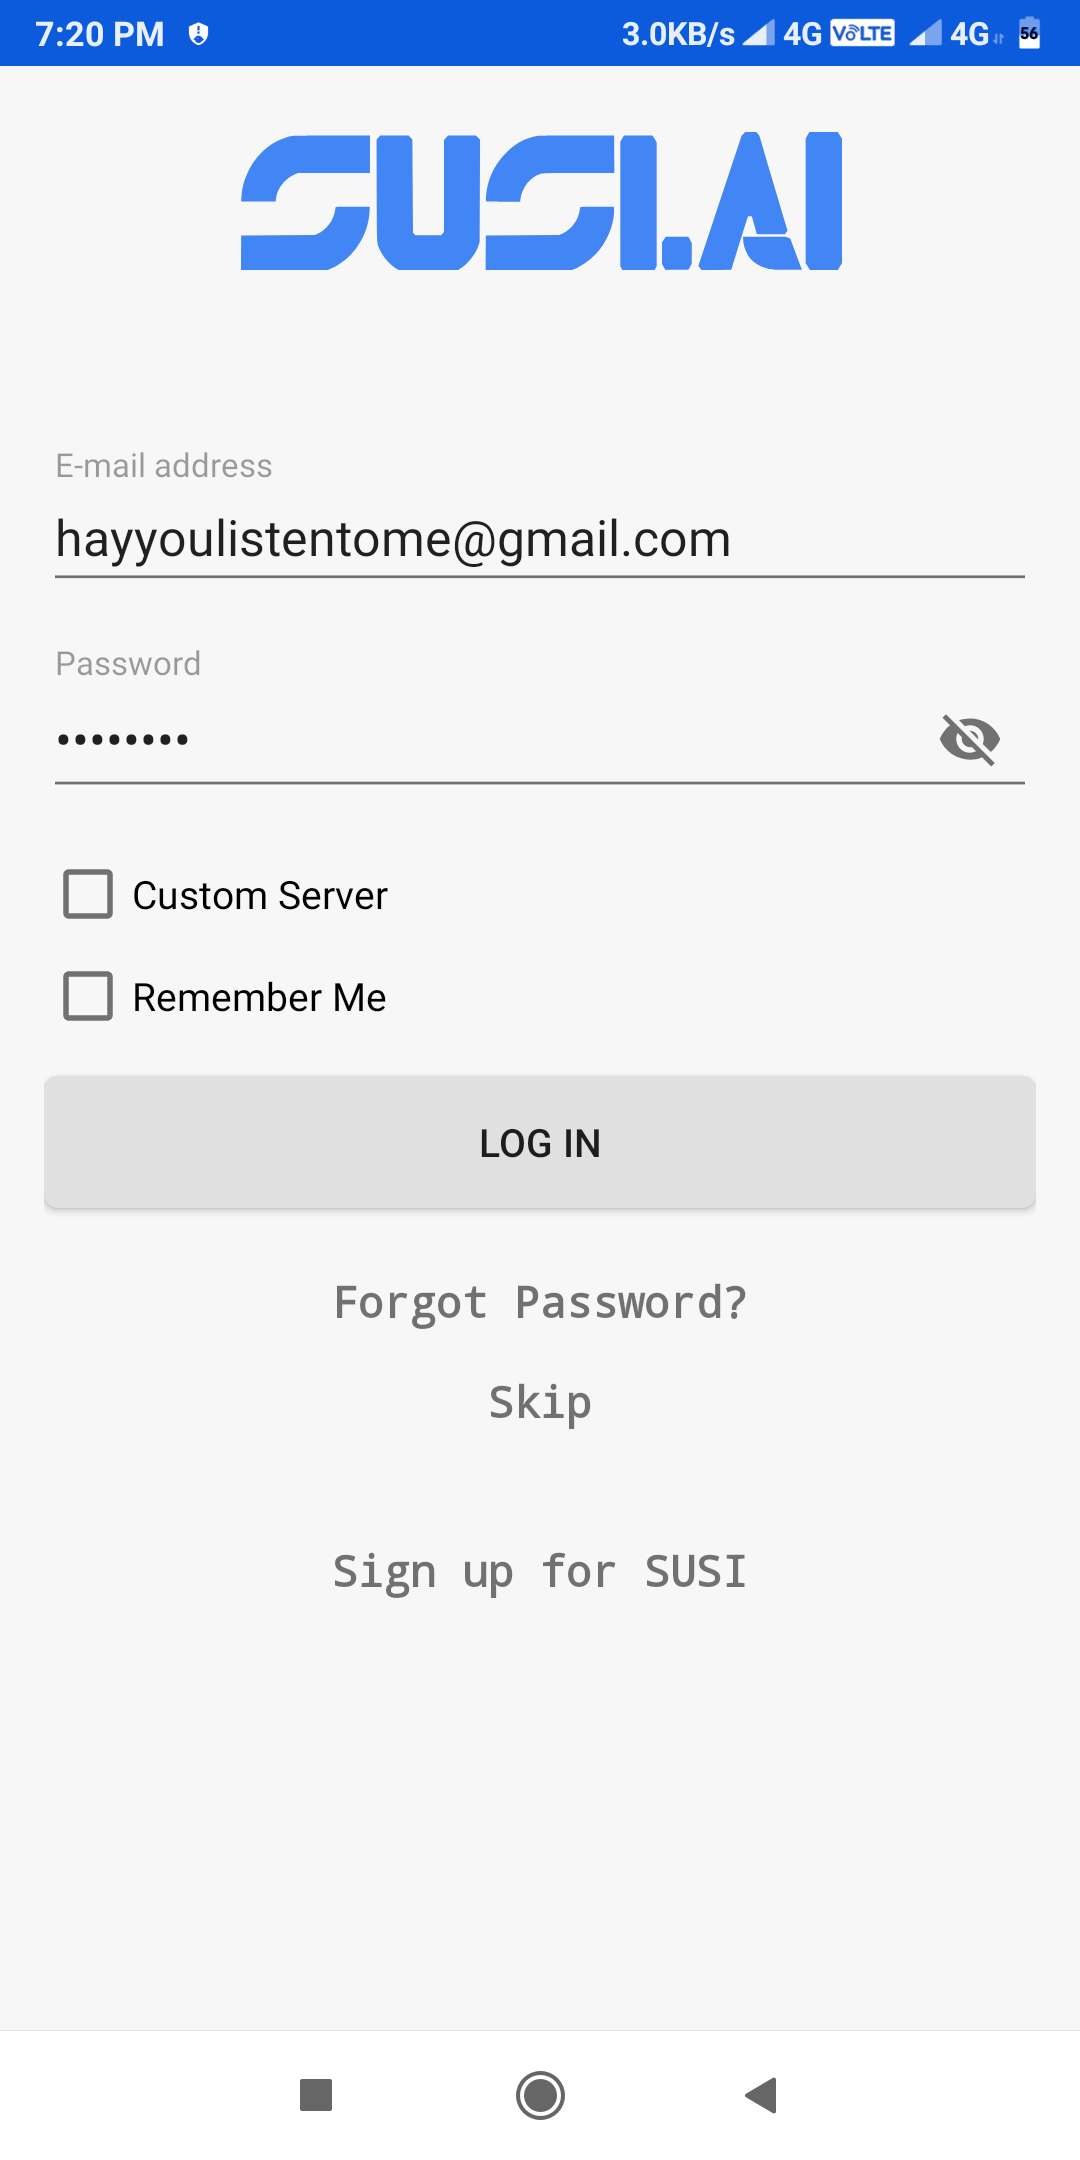 7:20 PM 3.0KB/s 4G VoLTE 4G 56
SUSI.AI
E-mail address
hayyoulistentome@gmail.com
Password
••••••••
Custom Server
Remember Me
LOG IN
Forgot Password?
Skip
Sign up for SUSI